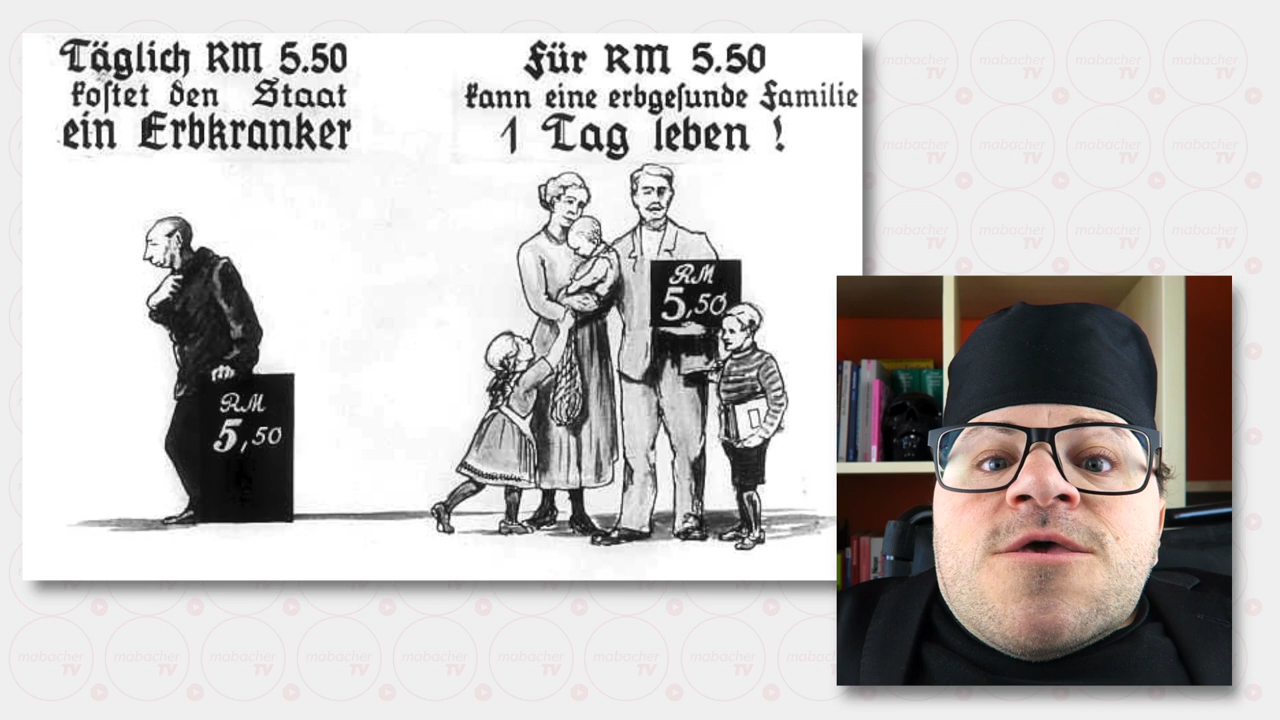 Täglich RM 5.50
koſtet den Staat
ein Erbkranker
Für RM 5.50
kann eine erbgeſunde Familie
1 Tag leben !
RM
5,50
RM
5,50
mabacher
TV